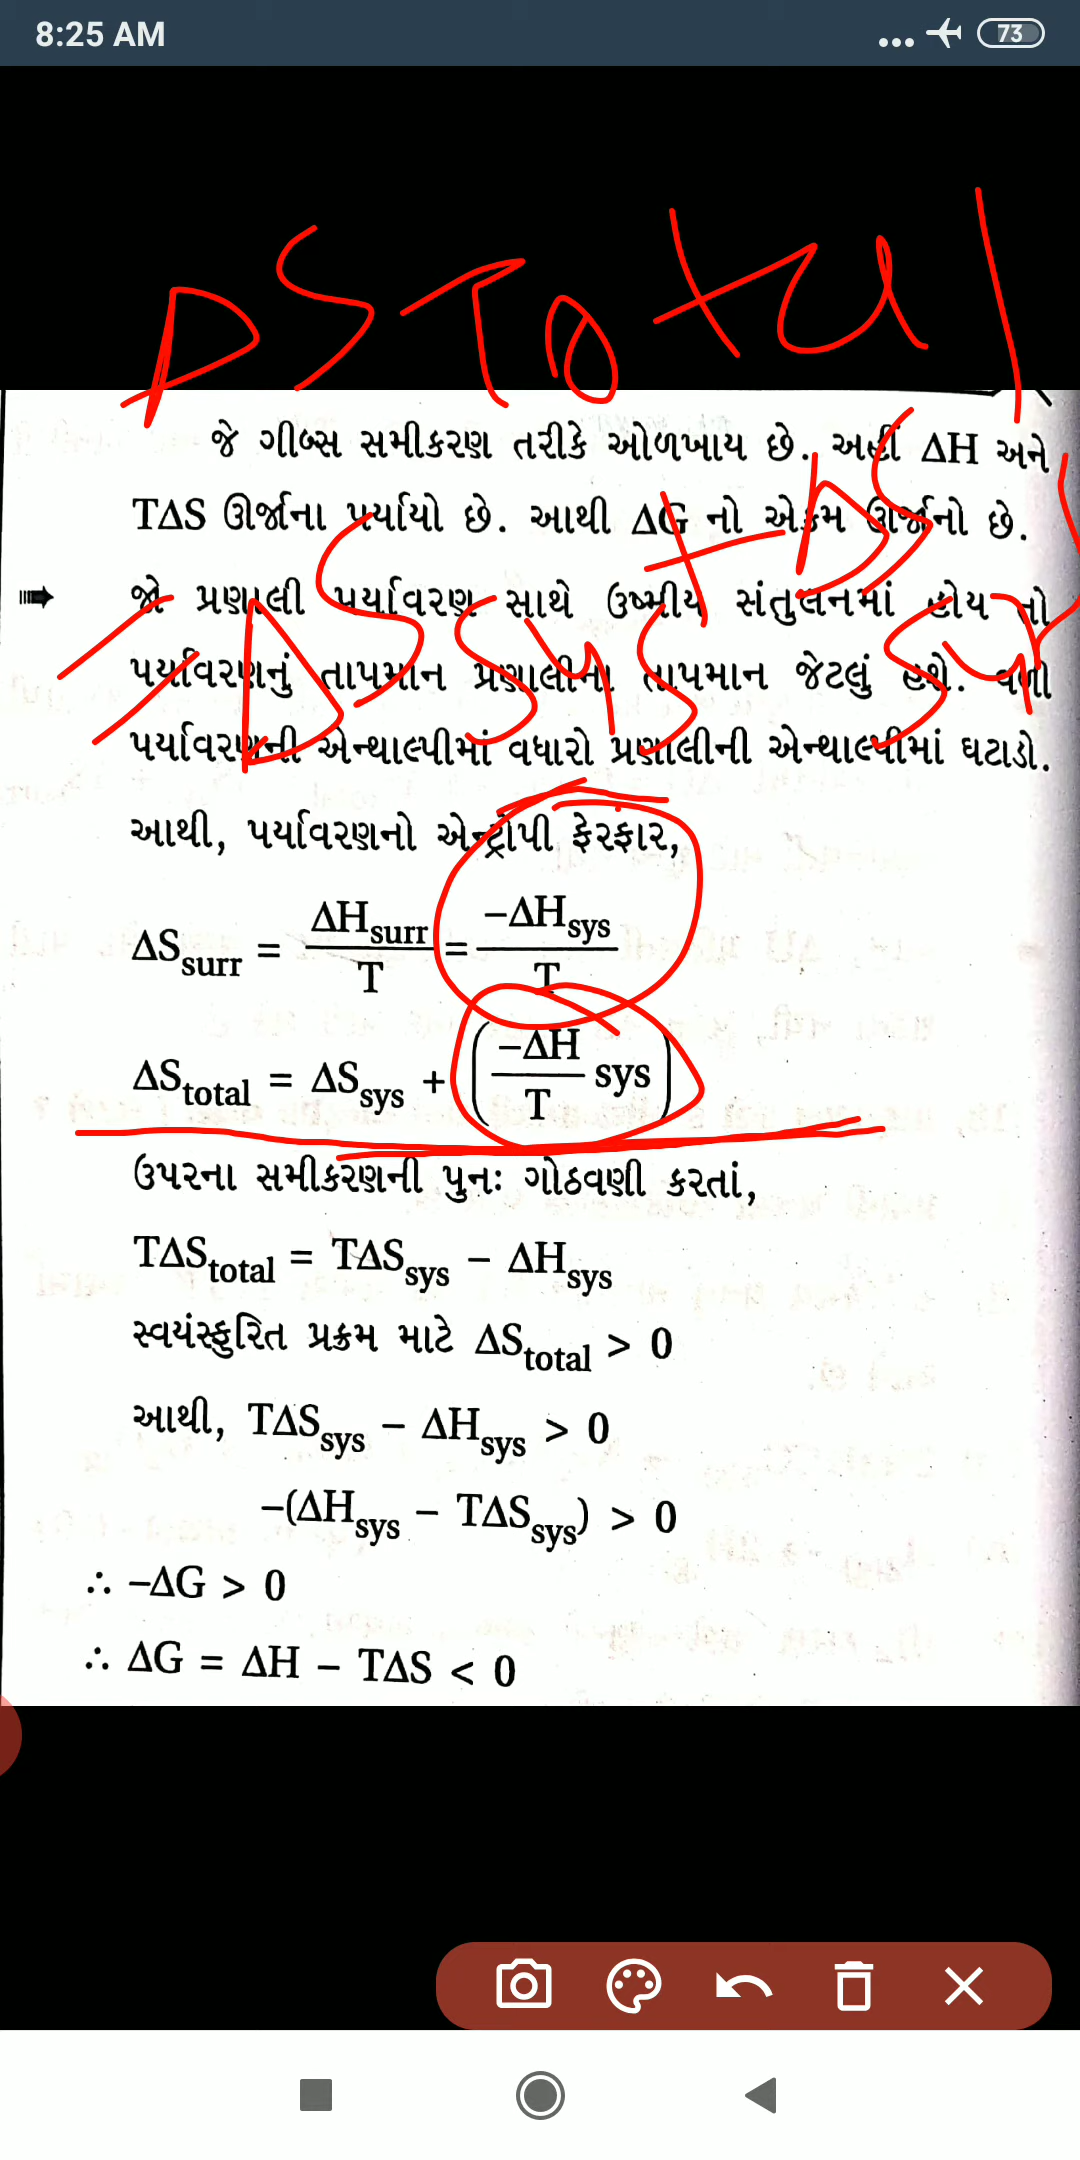 8:25 AM
73
ΔS Total
જે ગીબ્સ સમીકરણ તરીકે ઓળખાય છે. અહીં ΔH અને
TΔS ઊર્જાના પર્યાયો છે. આથી ΔG નો એકમ ઊર્જાનો છે.
= ΔS sys + ΔS sur
જો પ્રણાલી પર્યાવરણ સાથે ઉષ્મીય સંતુલનમાં હોય તો
પર્યાવરણનું તાપમાન પ્રણાલીના તાપમાન જેટલું હશે. વળી
પર્યાવરણની એન્થાલ્પીમાં વધારો પ્રણાલીની એન્થાલ્પીમાં ઘટાડો.
આથી, પર્યાવરણનો એન્ટ્રોપી ફેરફાર,
ΔSsurr = ΔHsurr/T = −ΔHsys/T
ΔStotal = ΔSsys + (−ΔH/T sys)
ઉપરના સમીકરણની પુનઃ ગોઠવણી કરતાં,
TΔStotal = TΔSsys − ΔHsys
સ્વયંસ્ફુરિત પ્રક્રમ માટે ΔStotal > 0
આથી, TΔSsys − ΔHsys > 0
−(ΔHsys − TΔSsys) > 0
∴ −ΔG > 0
∴ ΔG = ΔH − TΔS < 0